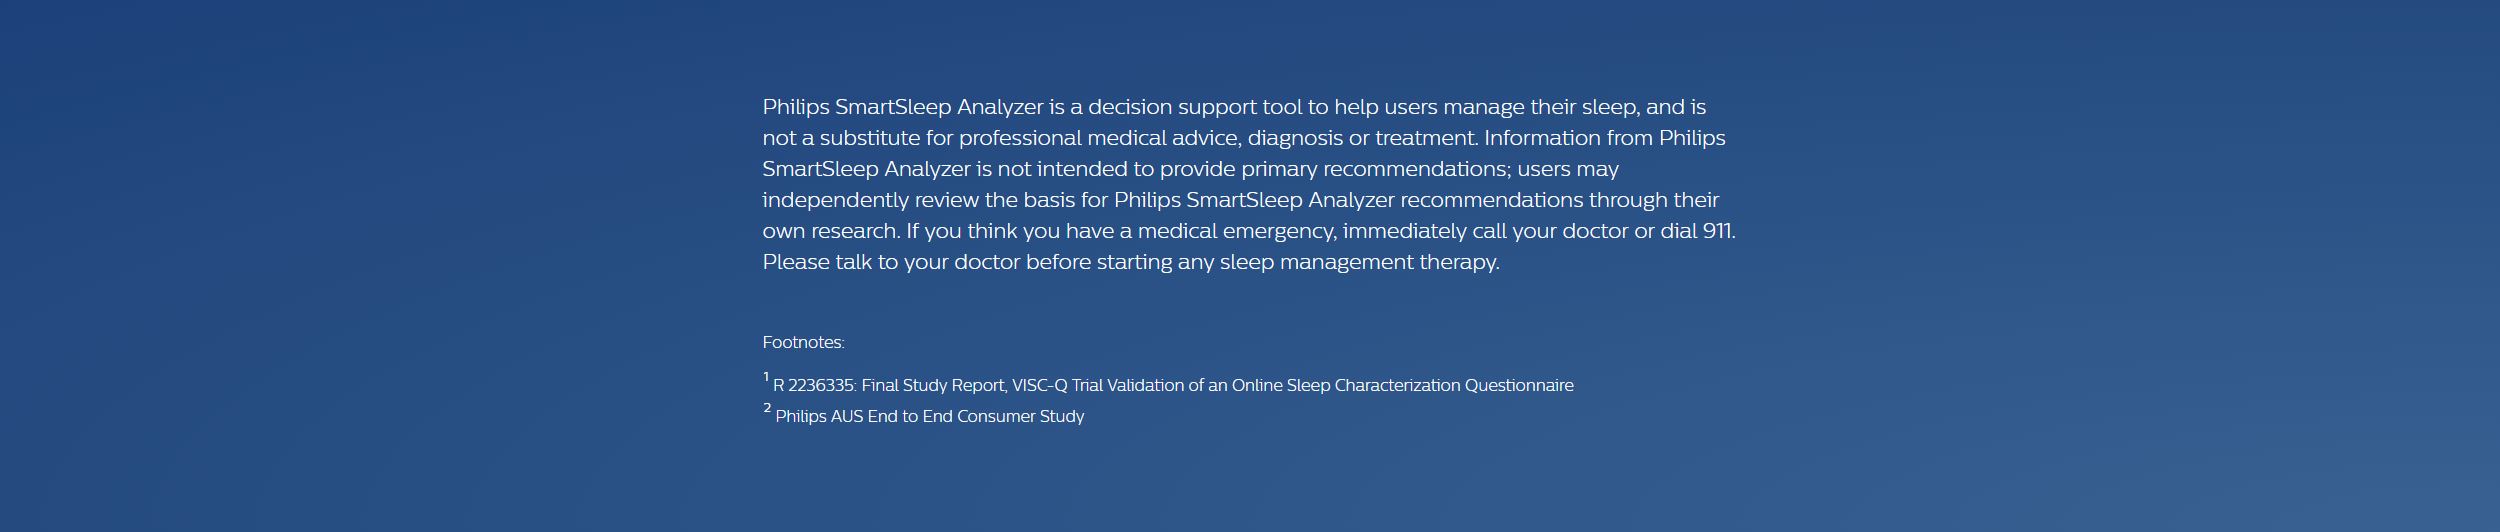 Philips SmartSleep Analyzer is a decision support tool to help users manage their sleep, and is
not a substitute for professional medical advice, diagnosis or treatment. Information from Philips
SmartSleep Analyzer is not intended to provide primary recommendations; users may
independently review the basis for Philips SmartSleep Analyzer recommendations through their
own research. If you think you have a medical emergency, immediately call your doctor or dial 911.
Please talk to your doctor before starting any sleep management therapy.
Footnotes:
1 R 2236335: Final Study Report, VISC-Q Trial Validation of an Online Sleep Characterization Questionnaire
2 Philips AUS End to End Consumer Study